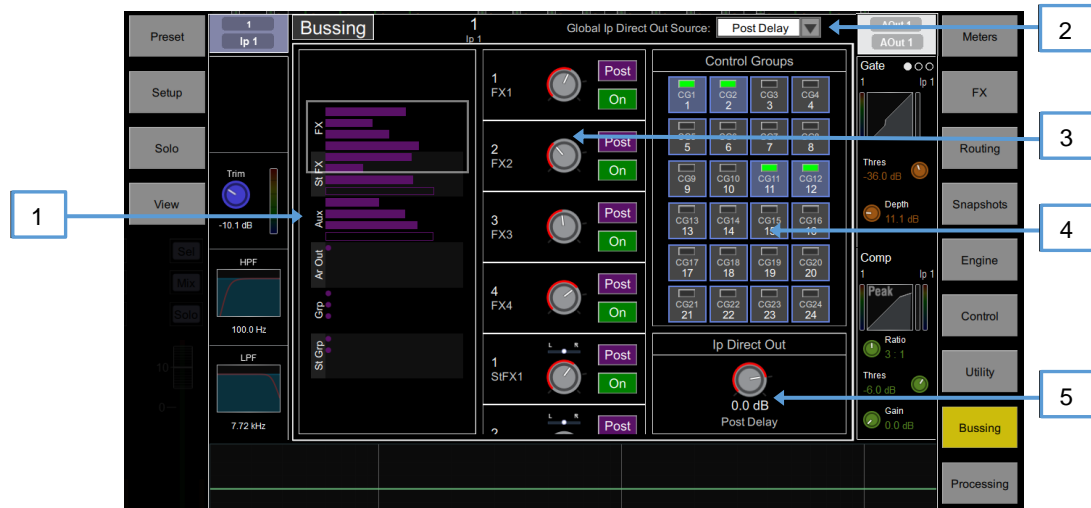 Preset
Setup
Solo
View
Sel
Mix
Solo
10
0
1
Ip 1
Trim
-10.1 dB
HPF
100.0 Hz
LPF
7.72 kHz
Bussing
1
Ip 1
Global Ip Direct Out Source:
Post Delay
FX
St FX
Aux
Ar Out
Grp
St Grp
1
FX1
Post
On
2
FX2
Post
On
3
FX3
Post
On
4
FX4
Post
On
1
StFX1
L R
Post
On
2
L R
Post
Control Groups
CG1 CG2 CG3 CG4
1 2 3 4
CG5 CG6 CG7 CG8
5 6 7 8
CG9 CG10 CG11 CG12
9 10 11 12
CG13 CG14 CG15 CG16
13 14 15 16
CG17 CG18 CG19 CG20
17 18 19 20
CG21 CG22 CG23 CG24
21 22 23 24
Ip Direct Out
0.0 dB
Post Delay
AOut 1
AOut 1
Gate
1 Ip 1
Thres
-36.0 dB
Depth
11.1 dB
Comp
1 Ip 1
Peak
Ratio
3 : 1
Thres
-6.0 dB
Gain
0.0 dB
Meters
FX
Routing
Snapshots
Engine
Control
Utility
Bussing
Processing
1
2
3
4
5